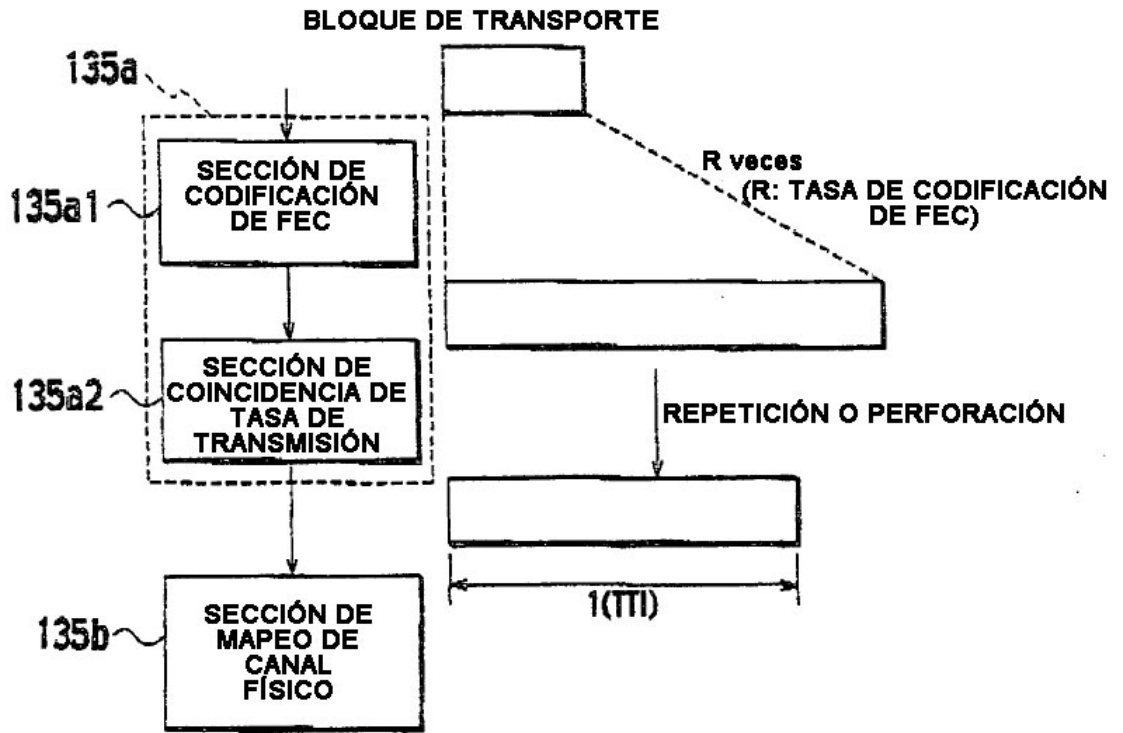 BLOQUE DE TRANSPORTE
135a
SECCIÓN DE
CODIFICACIÓN
DE FEC
135a1
R veces
(R: TASA DE CODIFICACIÓN
DE FEC)
SECCIÓN DE
COINCIDENCIA DE
TASA DE
TRANSMISIÓN
135a2
REPETICIÓN O PERFORACIÓN
1(TTI)
SECCIÓN DE
MAPEO DE
CANAL
FÍSICO
135b